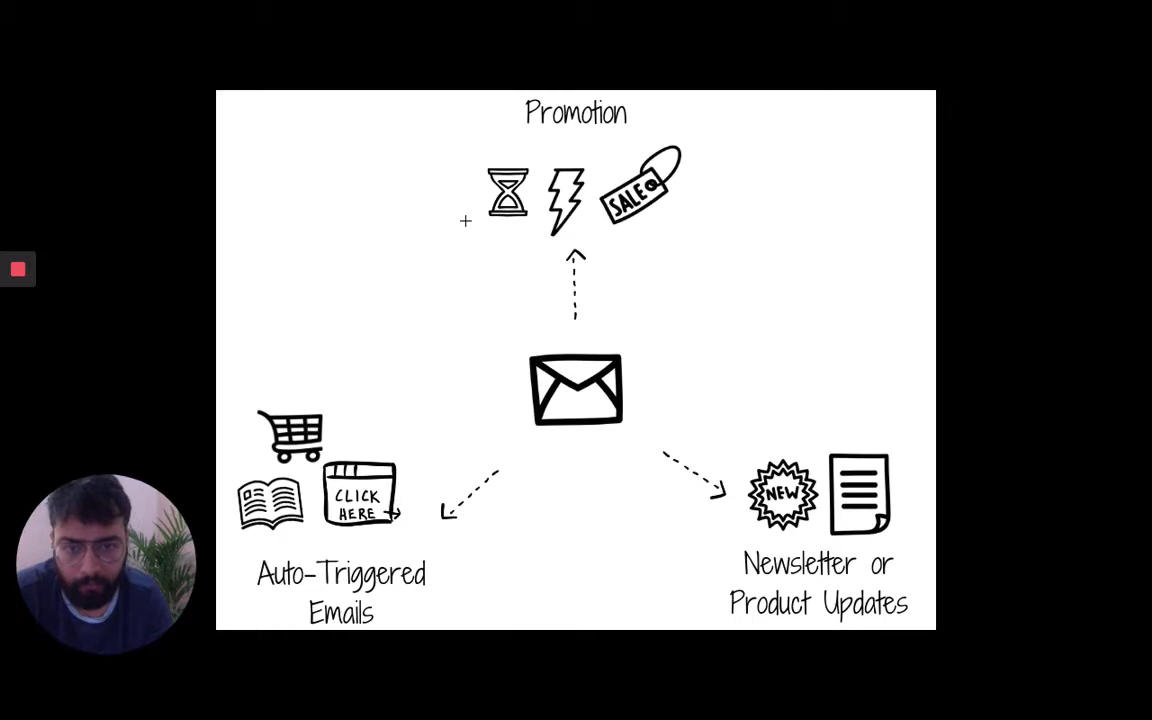 Promotion
SALE
CLICK
HERE
NEW
Auto-Triggered
Emails
Newsletter or
Product Updates